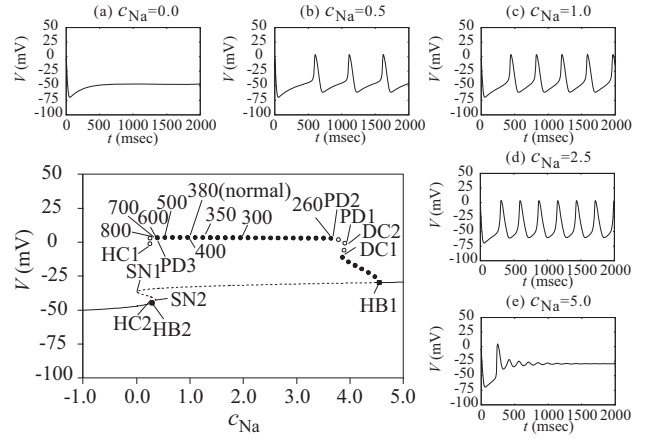 (a) cNa=0.0
(b) cNa=0.5
(c) cNa=1.0
V (mV)
50
25
0
-25
-50
-75
-100
0 500 1000 1500 2000
t (msec)
V (mV)
50
25
0
-25
-50
-75
-100
0 500 1000 1500 2000
t (msec)
V (mV)
50
25
0
-25
-50
-75
-100
0 500 1000 1500 2000
t (msec)
V (mV)
50
25
0
-25
-50
-75
-100
-1.0 0.0 1.0 2.0 3.0 4.0 5.0
cNa
800
700
600
500
380(normal)
400
350
300
260
PD2
PD1
DC2
DC1
HC1
PD3
SN1
SN2
HC2
HB2
HB1
(d) cNa=2.5
V (mV)
50
25
0
-25
-50
-75
-100
0 500 1000 1500 2000
t (msec)
(e) cNa=5.0
V (mV)
50
25
0
-25
-50
-75
-100
0 500 1000 1500 2000
t (msec)